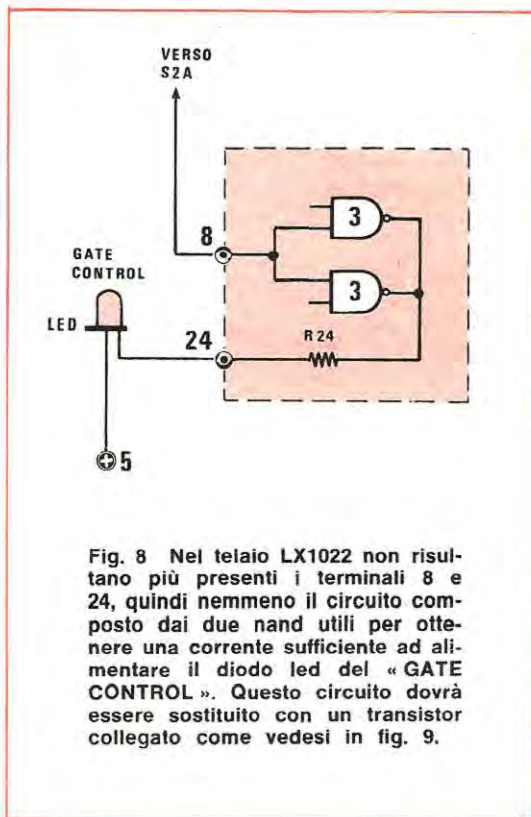 VERSO
S2A
8
3
GATE
CONTROL
3
LED
24
R 24
5
Fig. 8 Nel telaio LX1022 non risul-
tano più presenti i terminali 8 e
24, quindi nemmeno il circuito com-
posto dai due nand utili per otte-
nere una corrente sufficiente ad ali-
mentare il diodo led del « GATE
CONTROL ». Questo circuito dovrà
essere sostituito con un transistor
collegato come vedesi in fig. 9.